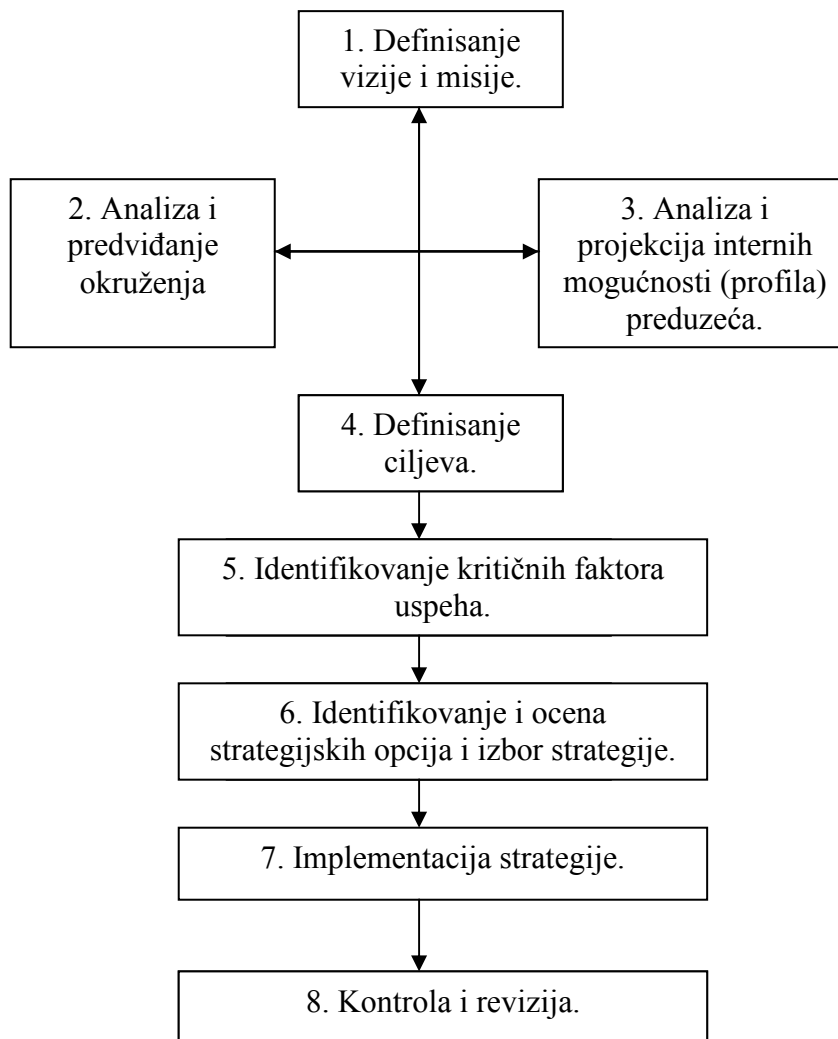 1. Definisanje
vizije i misije.
2. Analiza i
predviđanje
okruženja
3. Analiza i
projekcija internih
mogućnosti (profila)
preduzeća.
4. Definisanje
ciljeva.
5. Identifikovanje kritičnih faktora
uspeha.
6. Identifikovanje i ocena
strategijskih opcija i izbor strategije.
7. Implementacija strategije.
8. Kontrola i revizija.